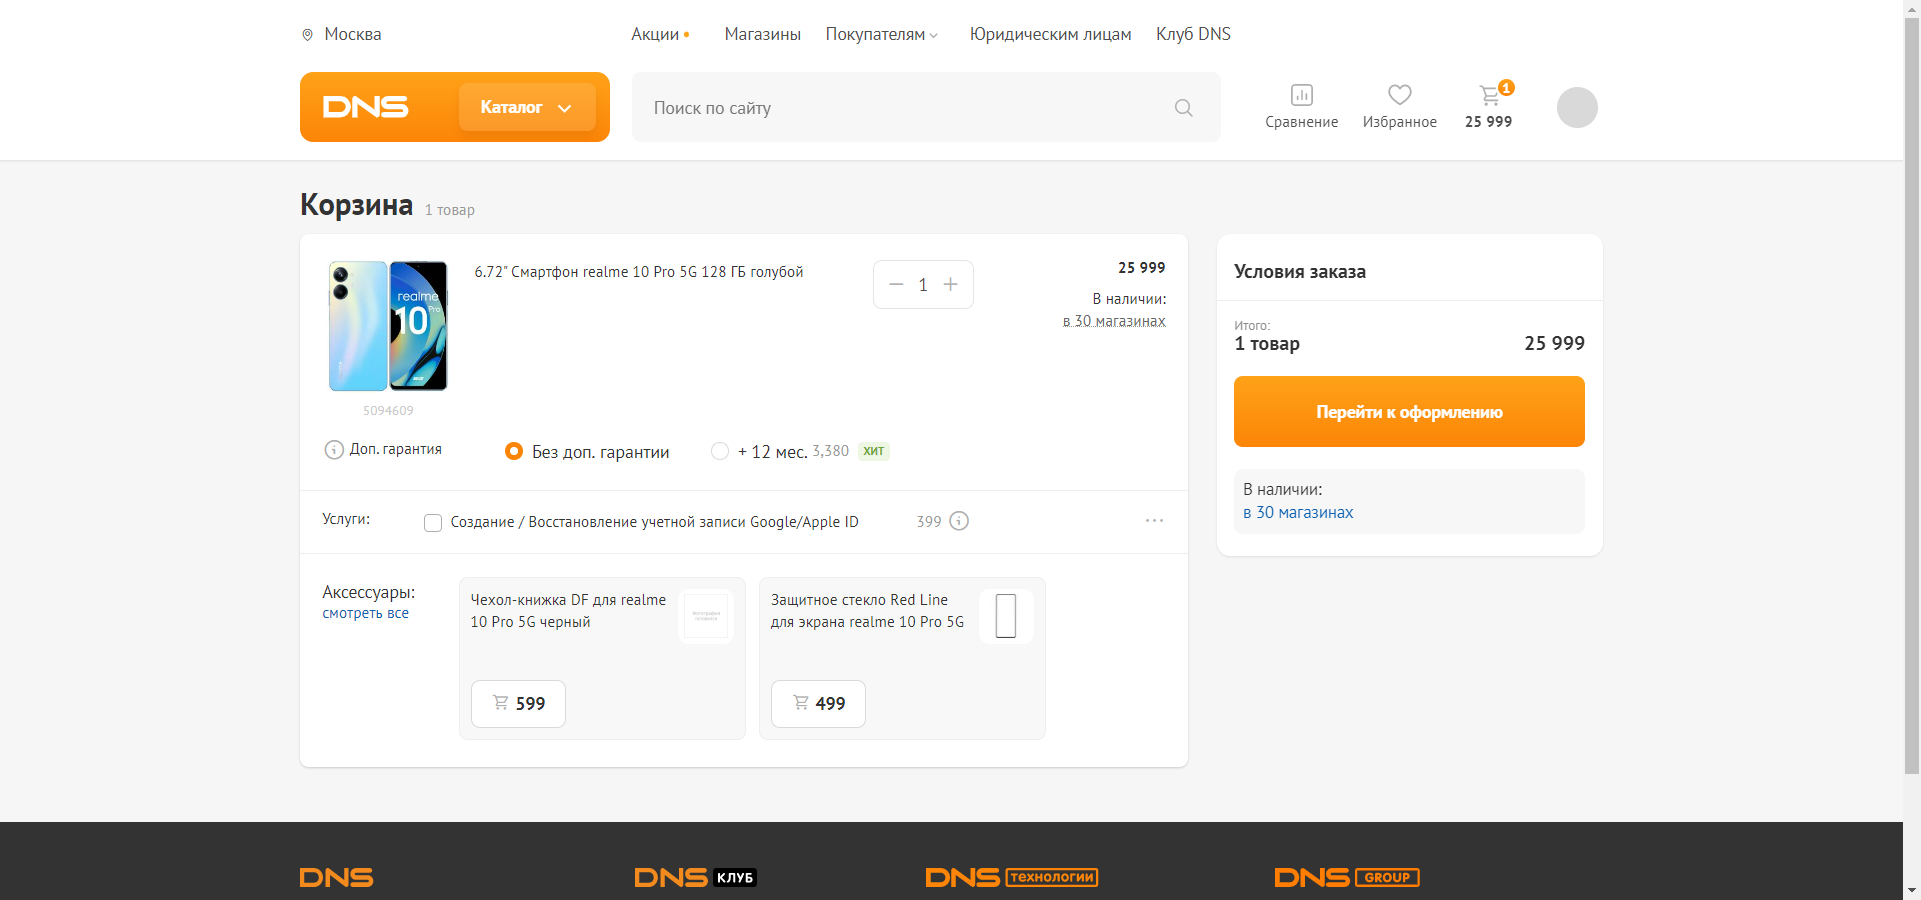 Москва
Акции
Магазины
Покупателям
Юридическим лицам
Клуб DNS
DNS
Каталог
Поиск по сайту
Сравнение
Избранное
1
25 999
Корзина 1 товар
realme
10 Pro
5094609
6.72" Смартфон realme 10 Pro 5G 128 ГБ голубой
1
25 999
В наличии:
в 30 магазинах
Доп. гарантия
Без доп. гарантии
+ 12 мес. 3,380 ХИТ
Услуги:
Создание / Восстановление учетной записи Google/Apple ID
399
Аксессуары:
смотреть все
Чехол-книжка DF для realme
10 Pro 5G черный
599
Защитное стекло Red Line
для экрана realme 10 Pro 5G
499
Условия заказа
Итого:
1 товар
25 999
Перейти к оформлению
В наличии:
в 30 магазинах
DNS
DNS КЛУБ
DNS ТЕХНОЛОГИИ
DNS GROUP